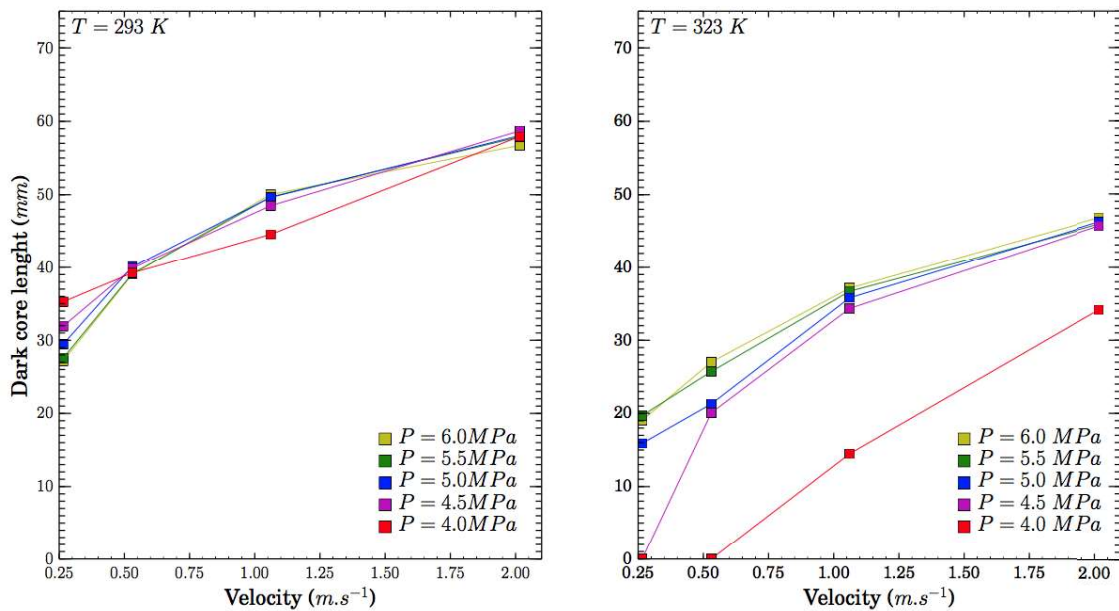 T = 293 K
70
60
50
40
30
20
10
0
Dark core lenght (mm)
P = 6.0MPa
P = 5.5MPa
P = 5.0MPa
P = 4.5MPa
P = 4.0MPa
0.25 0.50 0.75 1.00 1.25 1.50 1.75 2.00
Velocity (m.s⁻¹)
T = 323 K
70
60
50
40
30
20
10
0
P = 6.0 MPa
P = 5.5 MPa
P = 5.0 MPa
P = 4.5 MPa
P = 4.0 MPa
0.25 0.50 0.75 1.00 1.25 1.50 1.75 2.00
Velocity (m.s⁻¹)